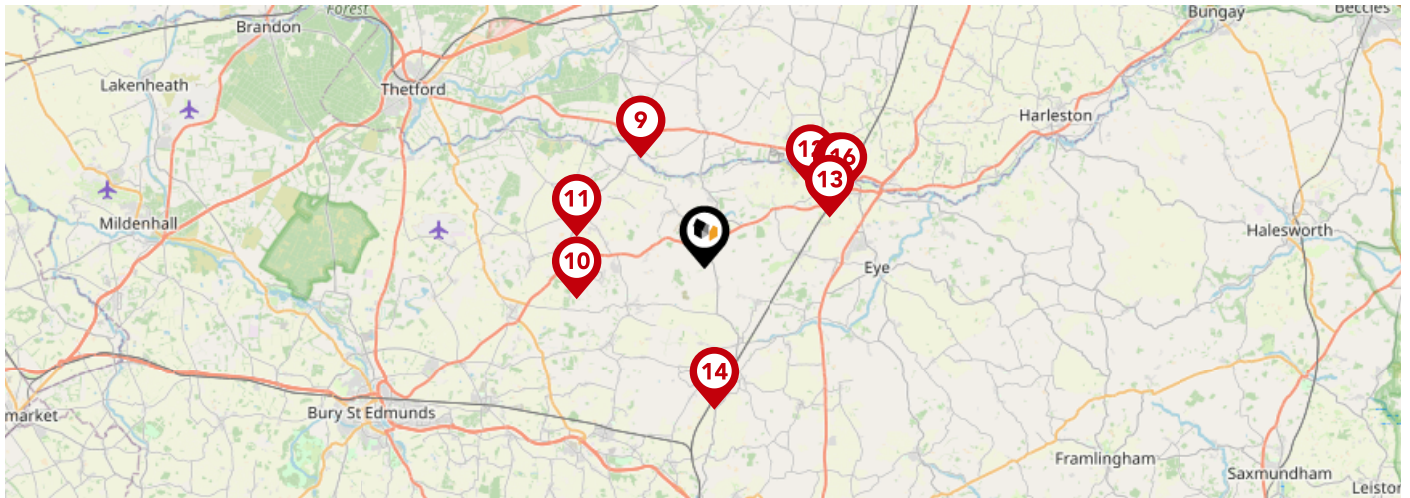 Forest
Bungay
Beccles
Brandon
Lakenheath
Thetford
Harleston
9
12
16
13
11
Mildenhall
10
Halesworth
Eye
14
market
Bury St Edmunds
Framlingham
Saxmundham
Leiston